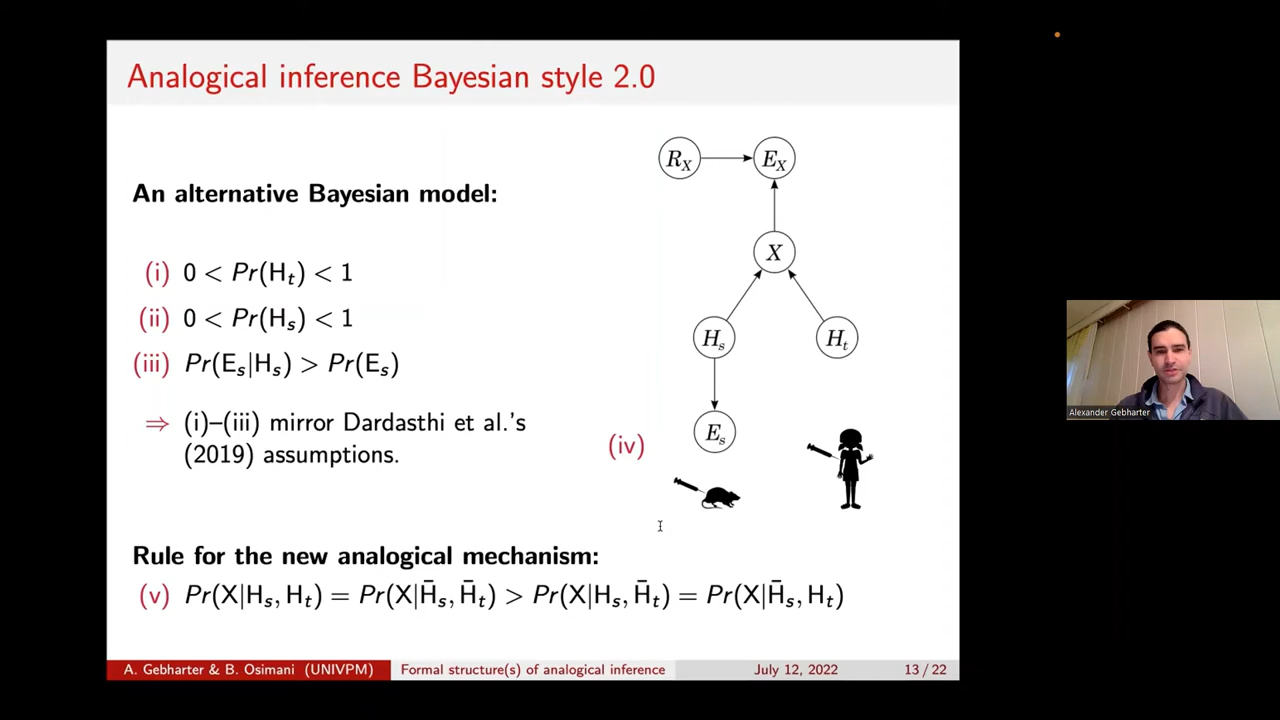 Analogical inference Bayesian style 2.0
An alternative Bayesian model:
(i) 0 < Pr(Hₜ) < 1
(ii) 0 < Pr(Hₛ) < 1
(iii) Pr(Eₛ|Hₛ) > Pr(Eₛ)
⇒ (i)–(iii) mirror Dardasthi et al.'s
(2019) assumptions.
R_X E_X
X
Hₛ Hₜ
Eₛ
(iv)
Rule for the new analogical mechanism:
(v) Pr(X|Hₛ, Hₜ) = Pr(X|H̄ₛ, H̄ₜ) > Pr(X|Hₛ, H̄ₜ) = Pr(X|H̄ₛ, Hₜ)
A. Gebharter & B. Osimani (UNIVPM) Formal structure(s) of analogical inference July 12, 2022 13 / 22
Alexander Gebharter